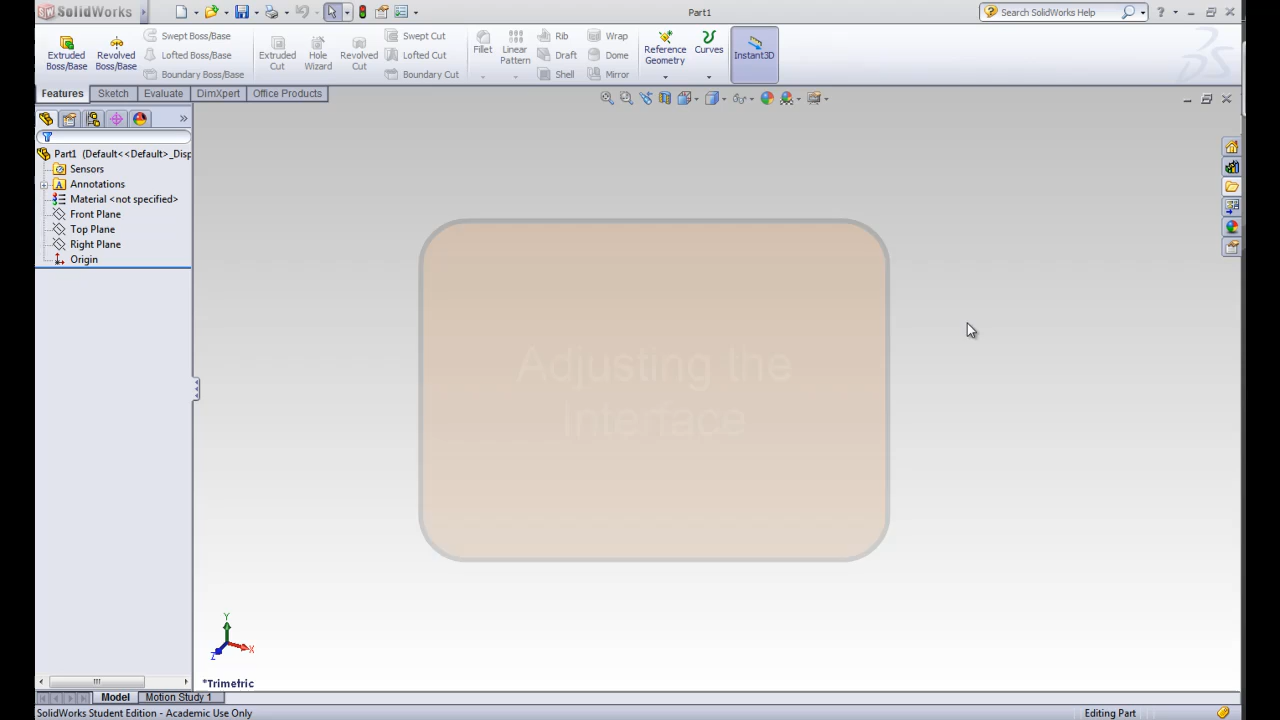 SolidWorks
Part1
Search SolidWorks Help
Extruded Boss/Base
Revolved Boss/Base
Swept Boss/Base
Lofted Boss/Base
Boundary Boss/Base
Extruded Cut
Hole Wizard
Revolved Cut
Swept Cut
Lofted Cut
Boundary Cut
Fillet
Linear Pattern
Rib
Draft
Shell
Wrap
Dome
Mirror
Reference Geometry
Curves
Instant3D
Features
Sketch
Evaluate
DimXpert
Office Products
Part1 (Default<<Default>_Disp
Sensors
Annotations
Material <not specified>
Front Plane
Top Plane
Right Plane
Origin
Adjusting the
Interface
Y
X
Z
*Trimetric
Model
Motion Study 1
SolidWorks Student Edition - Academic Use Only
Editing Part